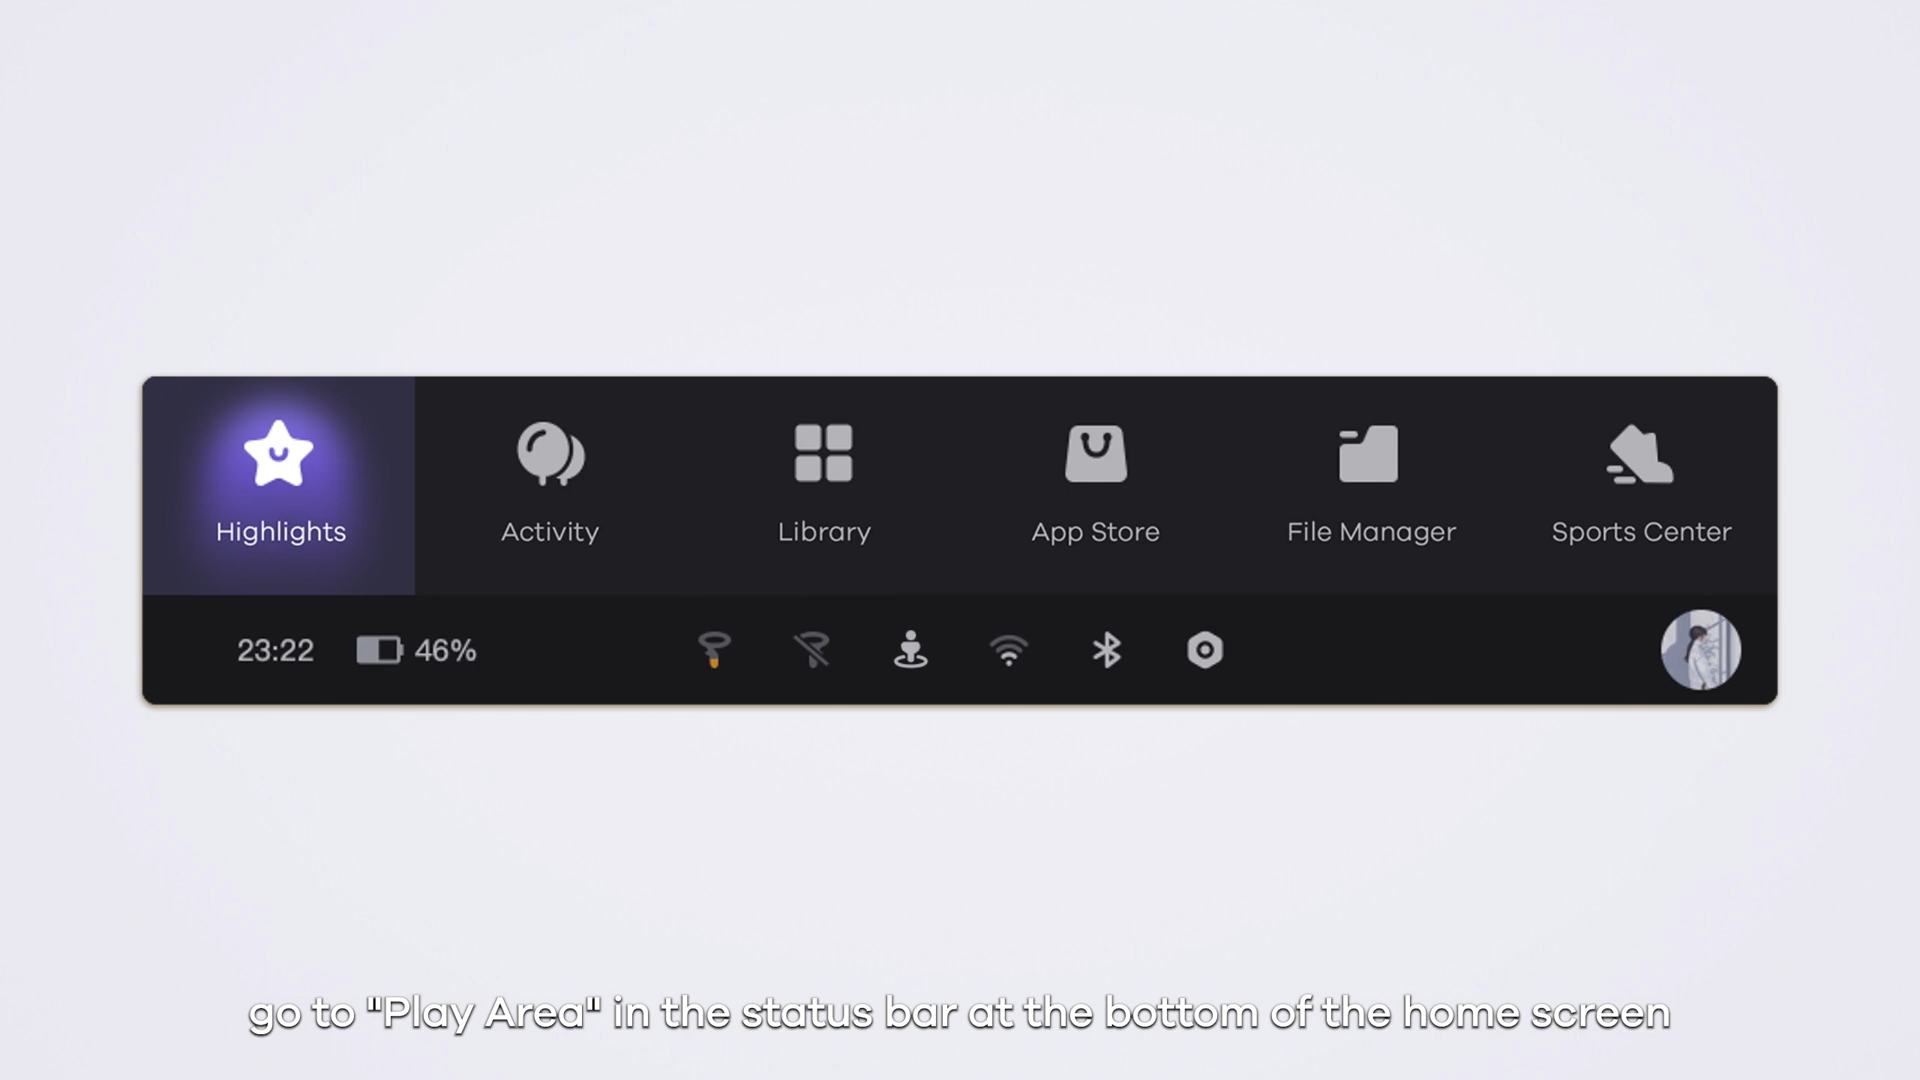 Highlights
Activity
Library
App Store
File Manager
Sports Center
23:22
46%
go to "Play Area" in the status bar at the bottom of the home screen